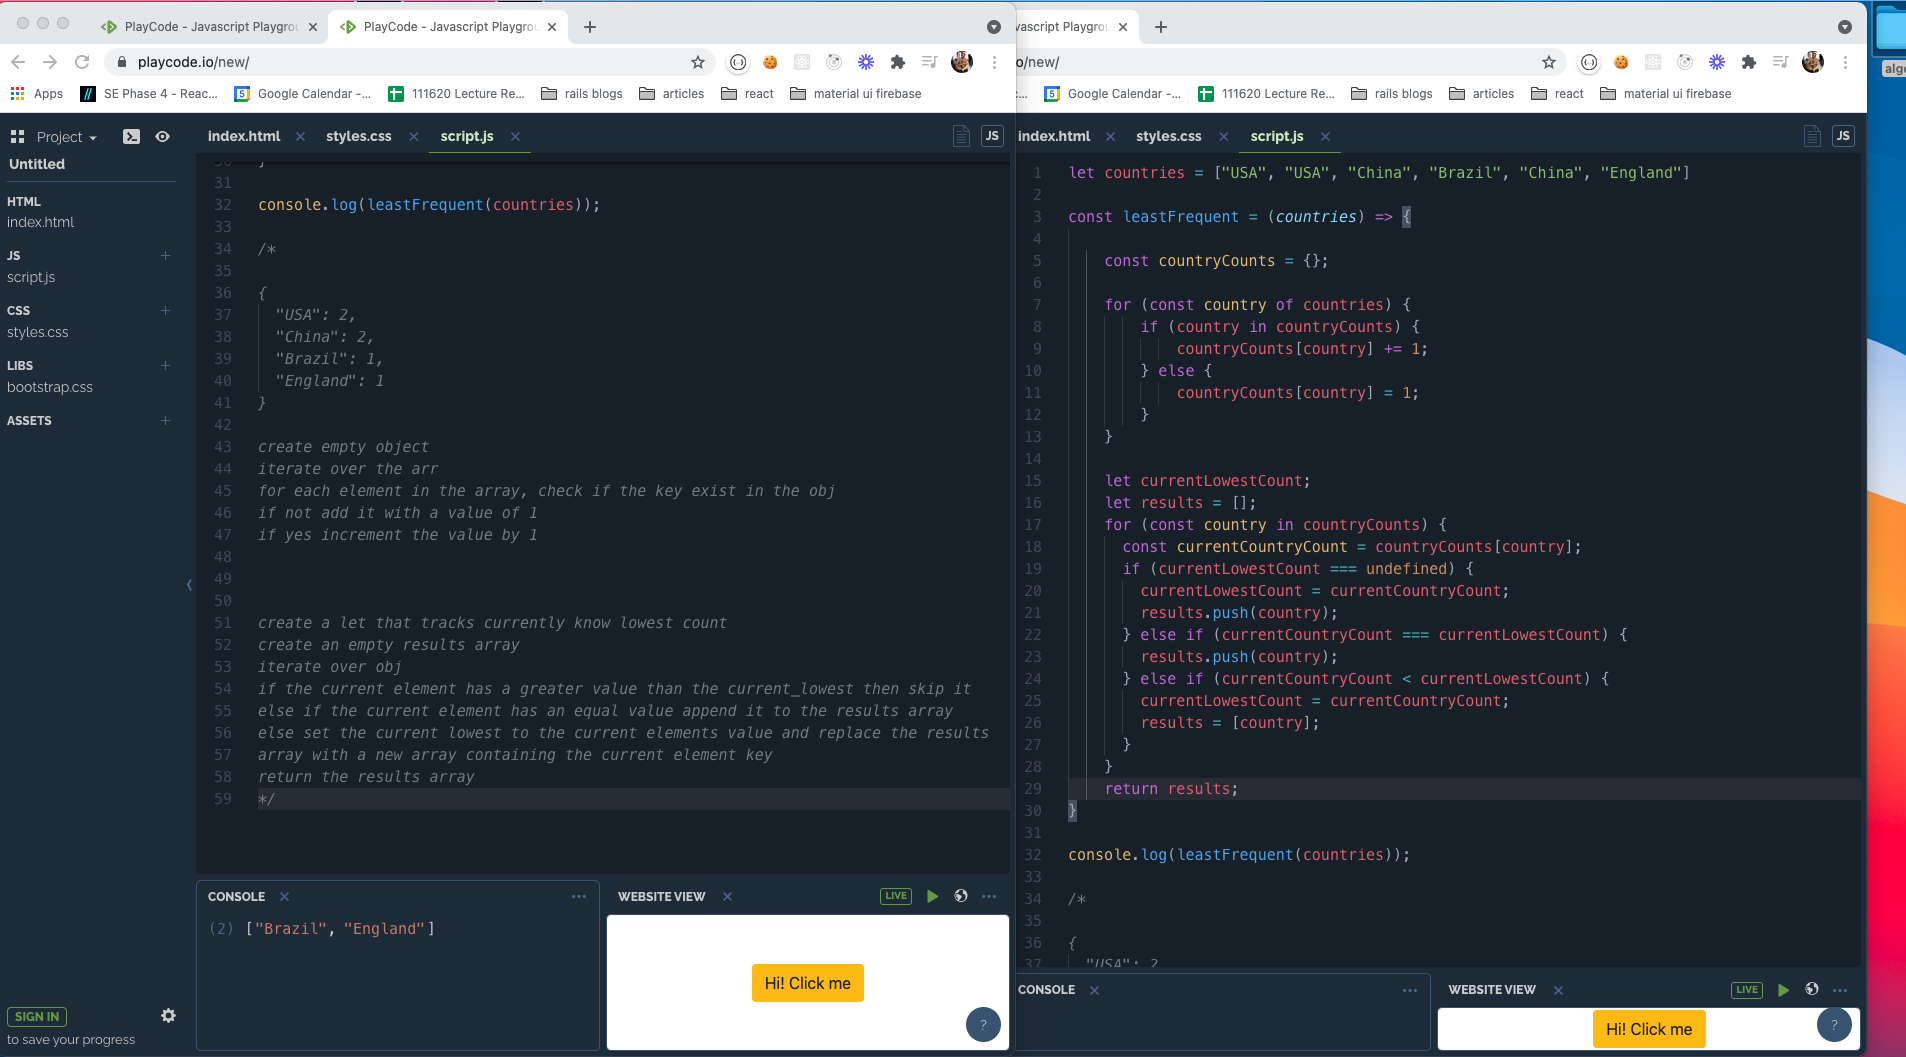 PlayCode - Javascript Playgrou
PlayCode - Javascript Playgrou
playcode.io/new/
Apps
SE Phase 4 - Reac...
Google Calendar -...
111620 Lecture Re...
rails blogs
articles
react
material ui firebase
Project
index.html
styles.css
script.js
JS
Untitled
HTML
index.html
JS
script.js
CSS
styles.css
LIBS
bootstrap.css
ASSETS
SIGN IN
to save your progress
31
32 console.log(leastFrequent(countries));
33
34 /*
35
36 {
37 "USA": 2,
38 "China": 2,
39 "Brazil": 1,
40 "England": 1
41 }
42
43 create empty object
44 iterate over the arr
45 for each element in the array, check if the key exist in the obj
46 if not add it with a value of 1
47 if yes increment the value by 1
48
49
50
51 create a let that tracks currently know lowest count
52 create an empty results array
53 iterate over obj
54 if the current element has a greater value than the current_lowest then skip it
55 else if the current element has an equal value append it to the results array
56 else set the current lowest to the current elements value and replace the results
57 array with a new array containing the current element key
58 return the results array
59 */
CONSOLE
(2) ["Brazil", "England"]
WEBSITE VIEW
LIVE
Hi! Click me
?
vascript Playgrou
o/new/
...
Google Calendar -...
111620 Lecture Re...
rails blogs
articles
react
material ui firebase
algo
index.html
styles.css
script.js
JS
1 let countries = ["USA", "USA", "China", "Brazil", "China", "England"]
2
3 const leastFrequent = (countries) => {
4
5 const countryCounts = {};
6
7 for (const country of countries) {
8 if (country in countryCounts) {
9 countryCounts[country] += 1;
10 } else {
11 countryCounts[country] = 1;
12 }
13 }
14
15 let currentLowestCount;
16 let results = [];
17 for (const country in countryCounts) {
18 const currentCountryCount = countryCounts[country];
19 if (currentLowestCount === undefined) {
20 currentLowestCount = currentCountryCount;
21 results.push(country);
22 } else if (currentCountryCount === currentLowestCount) {
23 results.push(country);
24 } else if (currentCountryCount < currentLowestCount) {
25 currentLowestCount = currentCountryCount;
26 results = [country];
27 }
28 }
29 return results;
30 }
31
32 console.log(leastFrequent(countries));
33
34 /*
35
36 {
37 "USA": 2
CONSOLE
WEBSITE VIEW
LIVE
Hi! Click me
?